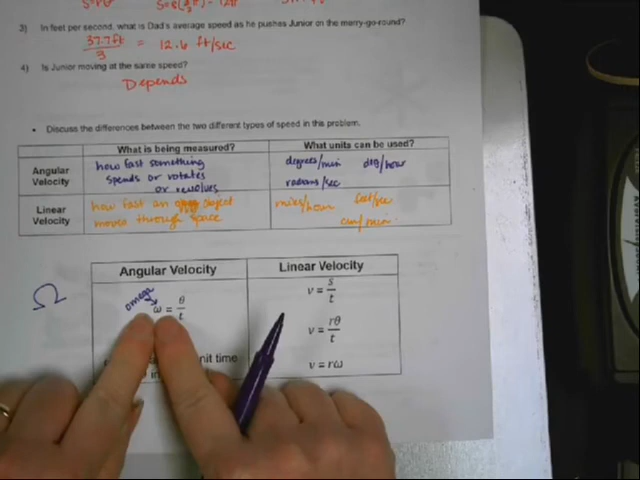 3) In feet per second, what is Dad's average speed as he pushes Junior on the merry-go-round?
37.7ft/3 = 12.6 ft/sec
4) Is Junior moving at the same speed?
Depends
• Discuss the differences between the two different types of speed in this problem.
What is being measured? What units can be used?
Angular Velocity
how fast something
spends or rotates
or revolves
degrees/min deg/hour
radians/sec
Linear Velocity
how fast an object
moves through space
miles/hour feet/sec
cm/min
Angular Velocity Linear Velocity
Ω
omega
ω = θ/t
nit time
v = s/t
v = rθ/t
v = rω